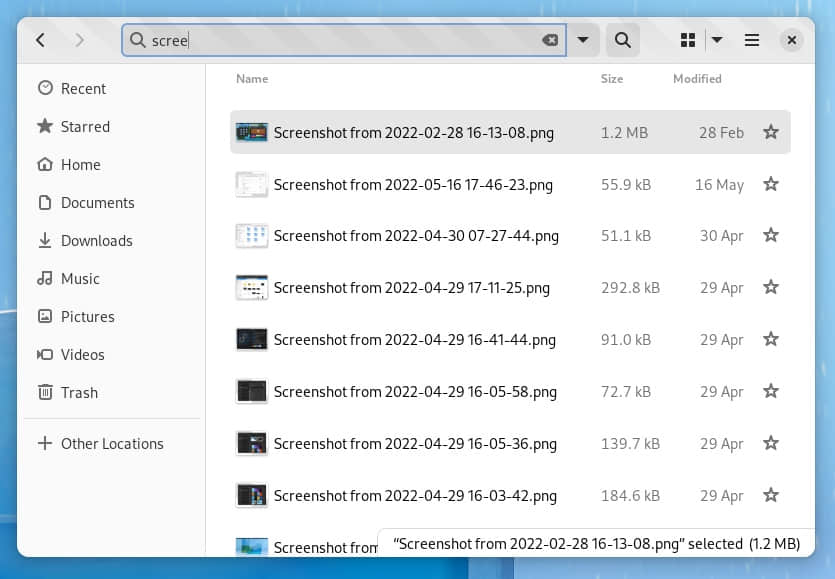 scree
Name Size Modified
Recent
Starred
Home
Documents
Downloads
Music
Pictures
Videos
Trash
Other Locations
Screenshot from 2022-02-28 16-13-08.png 1.2 MB 28 Feb
Screenshot from 2022-05-16 17-46-23.png 55.9 kB 16 May
Screenshot from 2022-04-30 07-27-44.png 51.1 kB 30 Apr
Screenshot from 2022-04-29 17-11-25.png 292.8 kB 29 Apr
Screenshot from 2022-04-29 16-41-44.png 91.0 kB 29 Apr
Screenshot from 2022-04-29 16-05-58.png 72.7 kB 29 Apr
Screenshot from 2022-04-29 16-05-36.png 139.7 kB 29 Apr
Screenshot from 2022-04-29 16-03-42.png 184.6 kB 29 Apr
Screenshot from
“Screenshot from 2022-02-28 16-13-08.png” selected (1.2 MB)